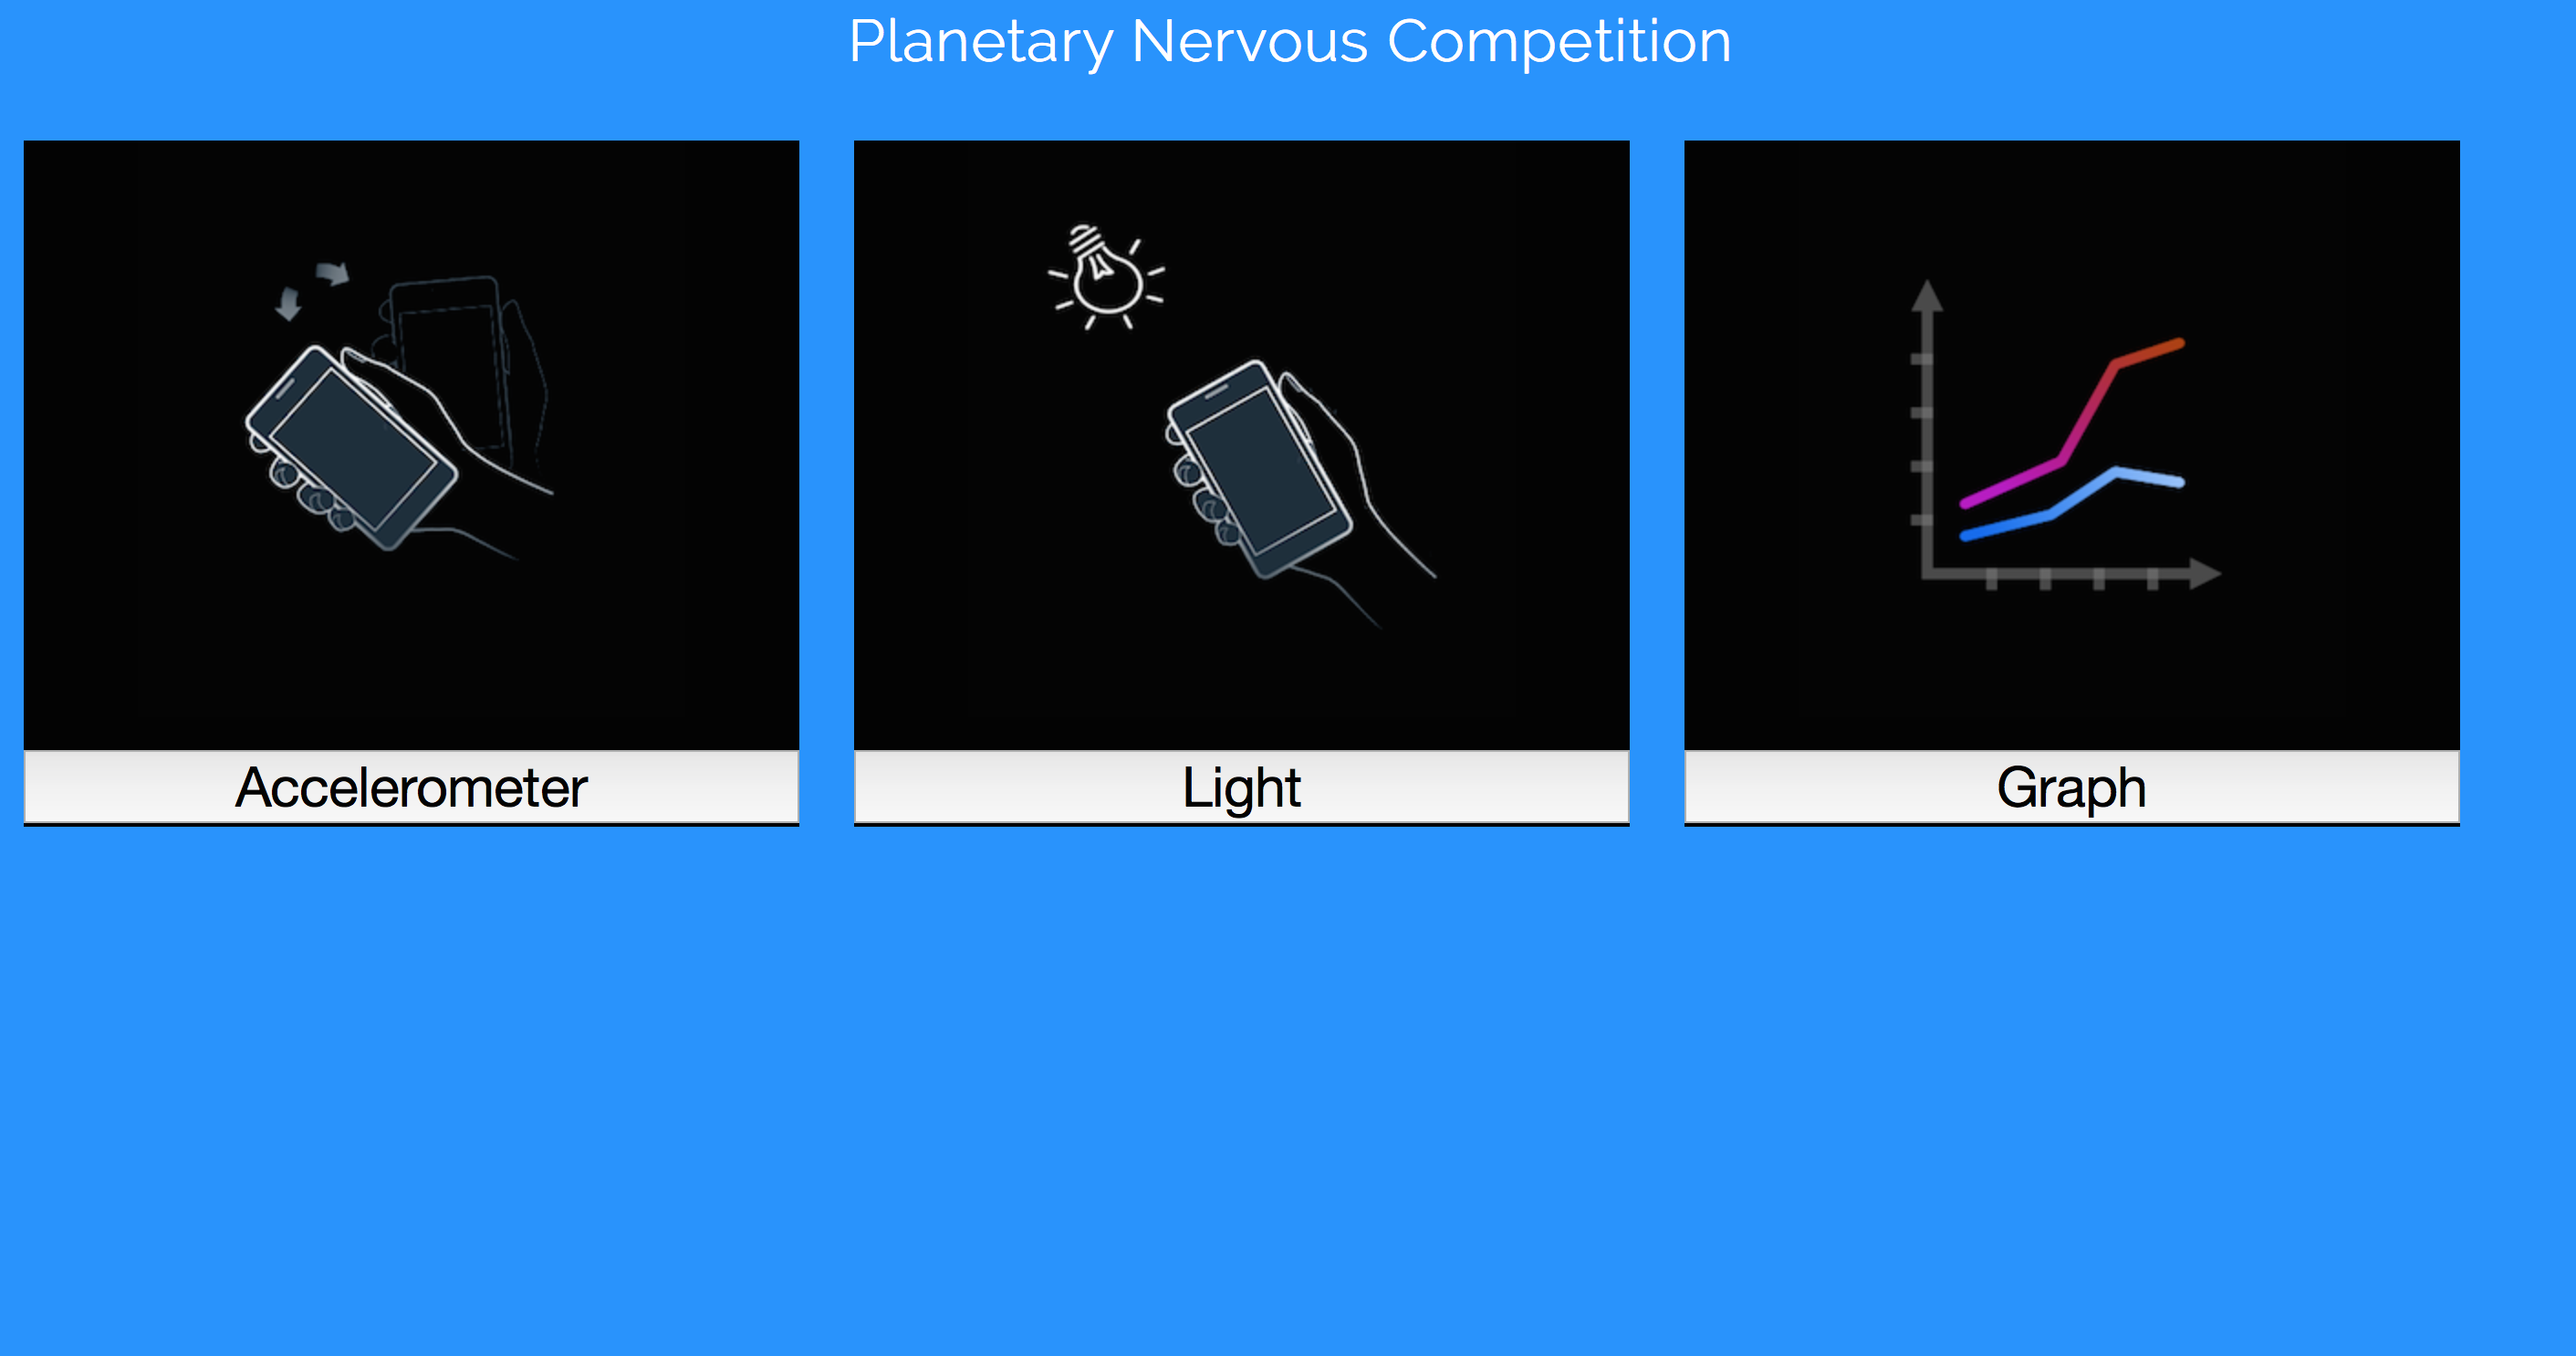 Planetary Nervous Competition
Accelerometer
Light
Graph